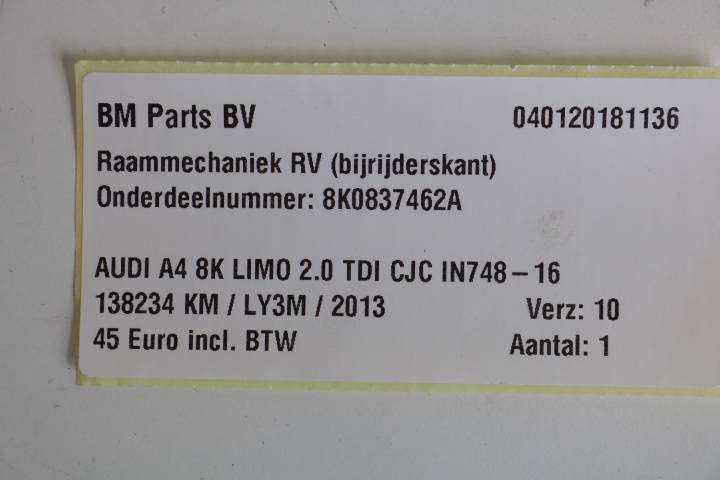 BM Parts BV 040120181136
Raammechaniek RV (bijrijderskant)
Onderdeelnummer: 8K0837462A
AUDI A4 8K LIMO 2.0 TDI CJC IN748-16
138234 KM / LY3M / 2013 Verz: 10
45 Euro incl. BTW Aantal: 1